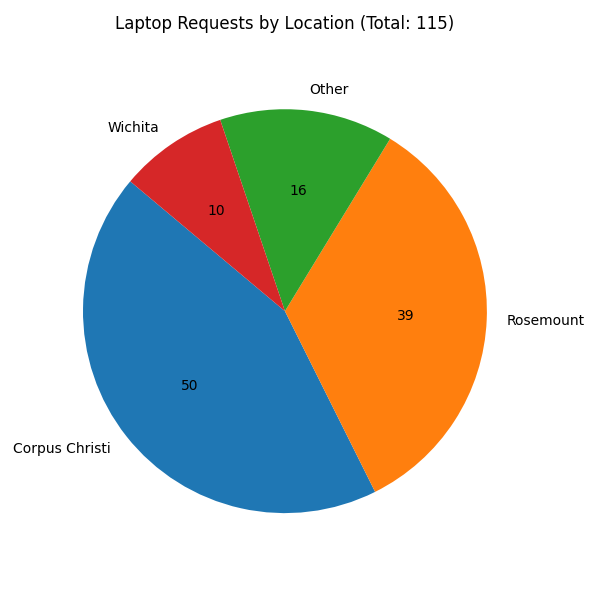 Laptop Requests by Location (Total: 115)
Other
Wichita
16
10
39
Rosemount
50
Corpus Christi